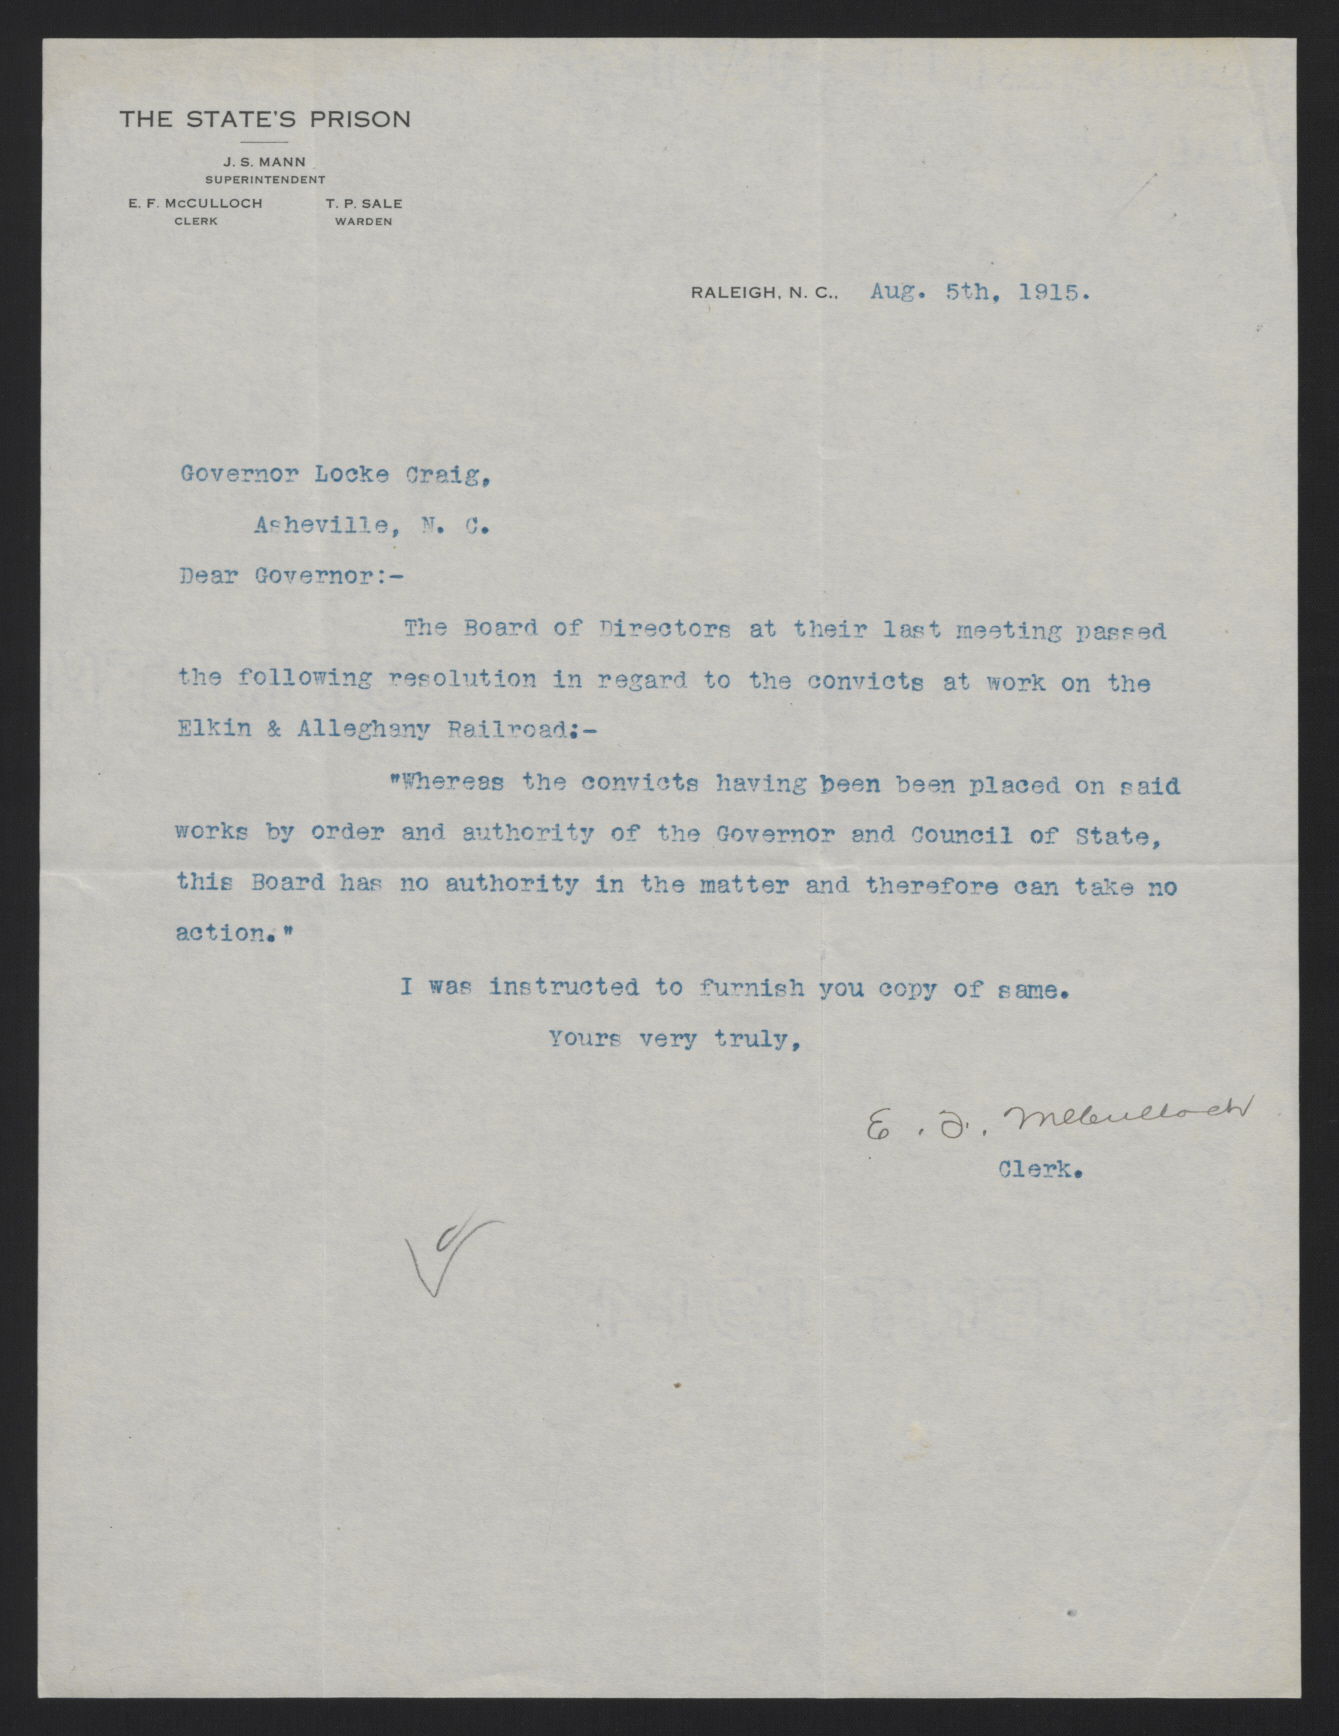 THE STATE'S PRISON
J. S. MANN
SUPERINTENDENT
E. F. McCULLOCH T. P. SALE
CLERK WARDEN
RALEIGH, N. C., Aug. 5th, 1915.
Governor Locke Craig,
Asheville, N. C.
Dear Governor:-
The Board of Directors at their last meeting passed
the following resolution in regard to the convicts at work on the
Elkin & Alleghany Railroad:-
"Whereas the convicts having been been placed on said
works by order and authority of the Governor and Council of State,
this Board has no authority in the matter and therefore can take no
action."
I was instructed to furnish you copy of same.
Yours very truly,
E. F. McCulloch
Clerk.